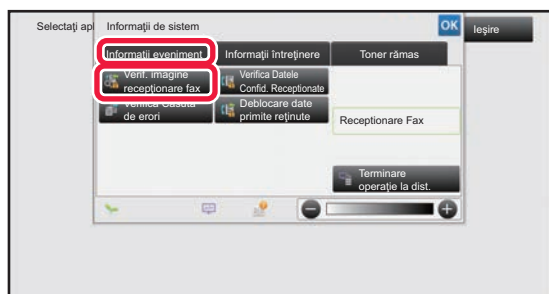 Selectaţi apl
Informaţii de sistem
OK
Ieşire
Informaţii eveniment
Informaţii întreţinere
Toner rămas
Verif. imagine
recepţionare fax
Verifica Datele
Confid. Receptionate
Verifica Căsuta
de erori
Deblocare date
primite reţinute
Receptionare Fax
Terminare
operaţie la dist.